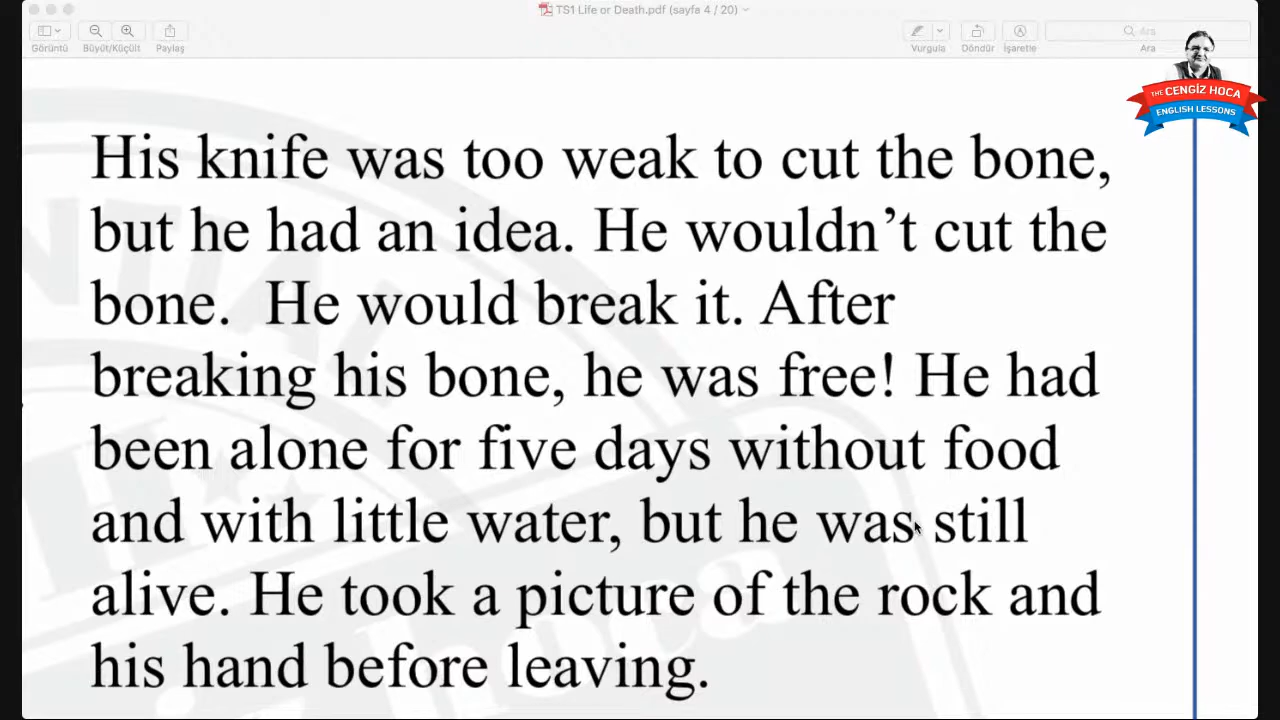 TS1 Life or Death.pdf (sayfa 4 / 20)
Görüntü Büyüt/Küçült Paylaş Vurgula Döndür İşaretle Ara
Ara
THE CENGİZ HOCA
ENGLISH LESSONS
His knife was too weak to cut the bone,
but he had an idea. He wouldn’t cut the
bone.  He would break it. After
breaking his bone, he was free! He had
been alone for five days without food
and with little water, but he was still
alive. He took a picture of the rock and
his hand before leaving.